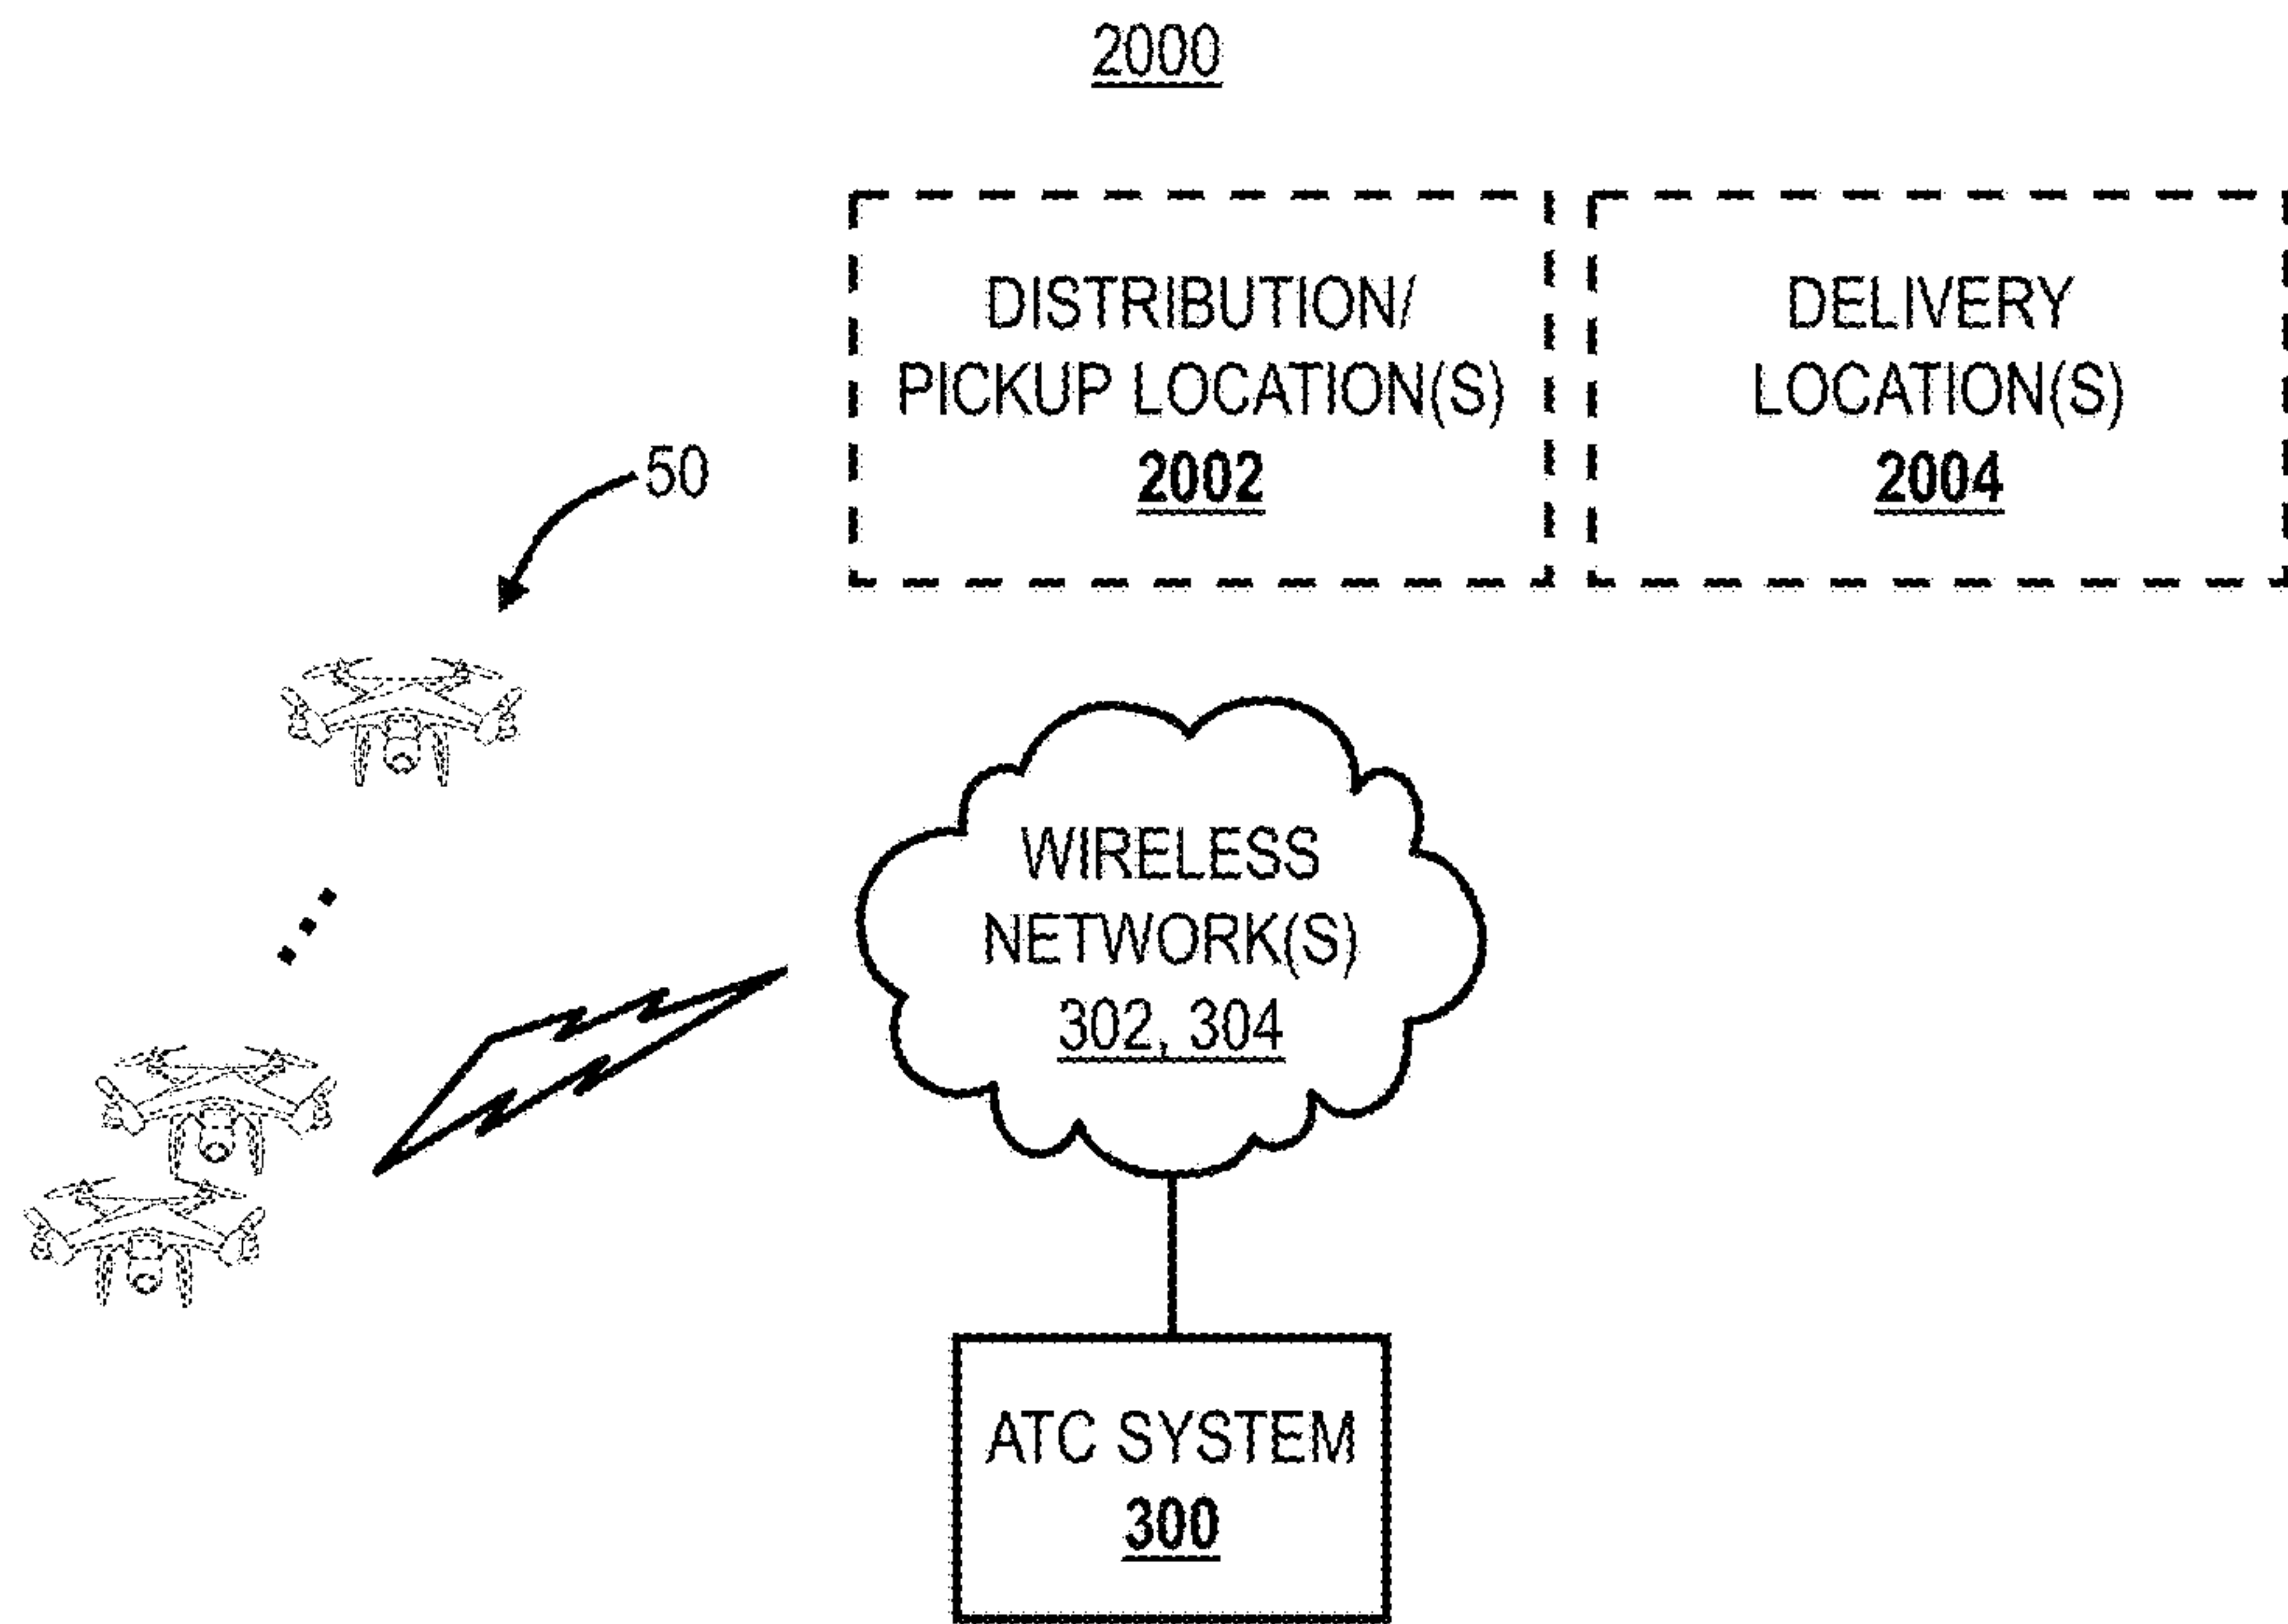 2000
DISTRIBUTION/
PICKUP LOCATION(S)
2002
DELIVERY
LOCATION(S)
2004
50
WIRELESS
NETWORK(S)
302, 304
ATC SYSTEM
300